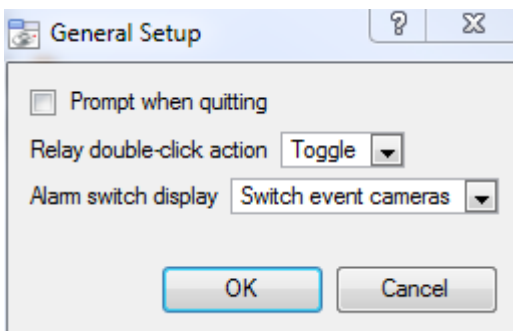 General Setup
Prompt when quitting
Relay double-click action Toggle
Alarm switch display Switch event cameras
OK Cancel